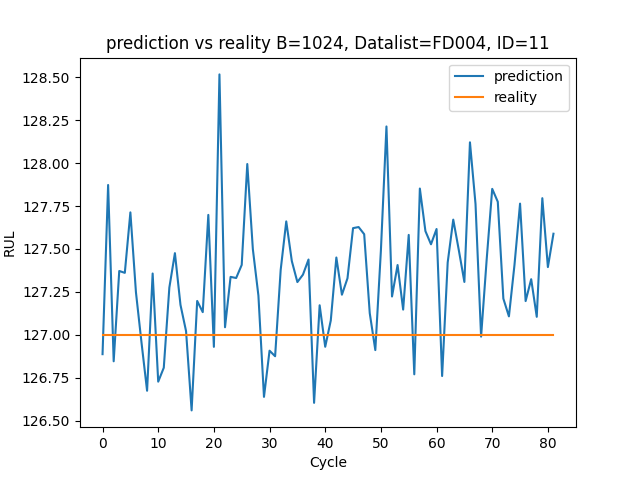 prediction vs reality B=1024, Datalist=FD004, ID=11
prediction
reality
RUL
128.50
128.25
128.00
127.75
127.50
127.25
127.00
126.75
126.50
0 10 20 30 40 50 60 70 80
Cycle